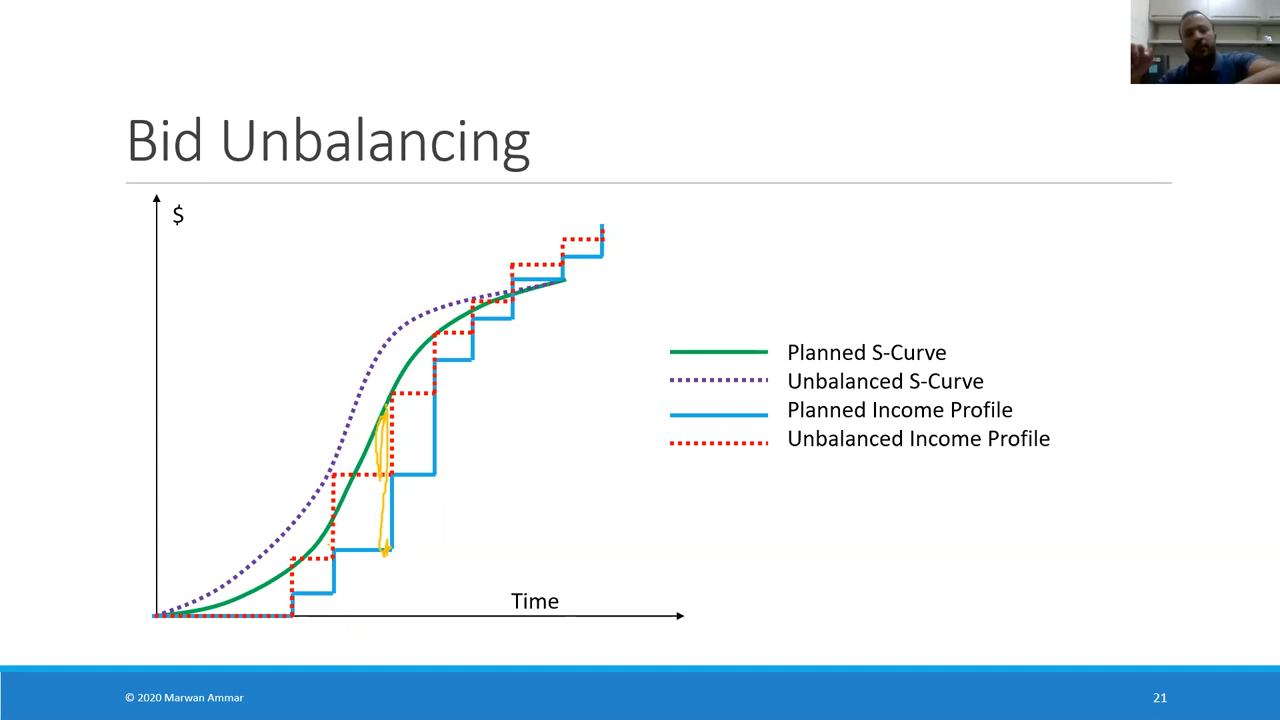 Bid Unbalancing
$
Planned S-Curve
Unbalanced S-Curve
Planned Income Profile
Unbalanced Income Profile
Time
© 2020 Marwan Ammar
21